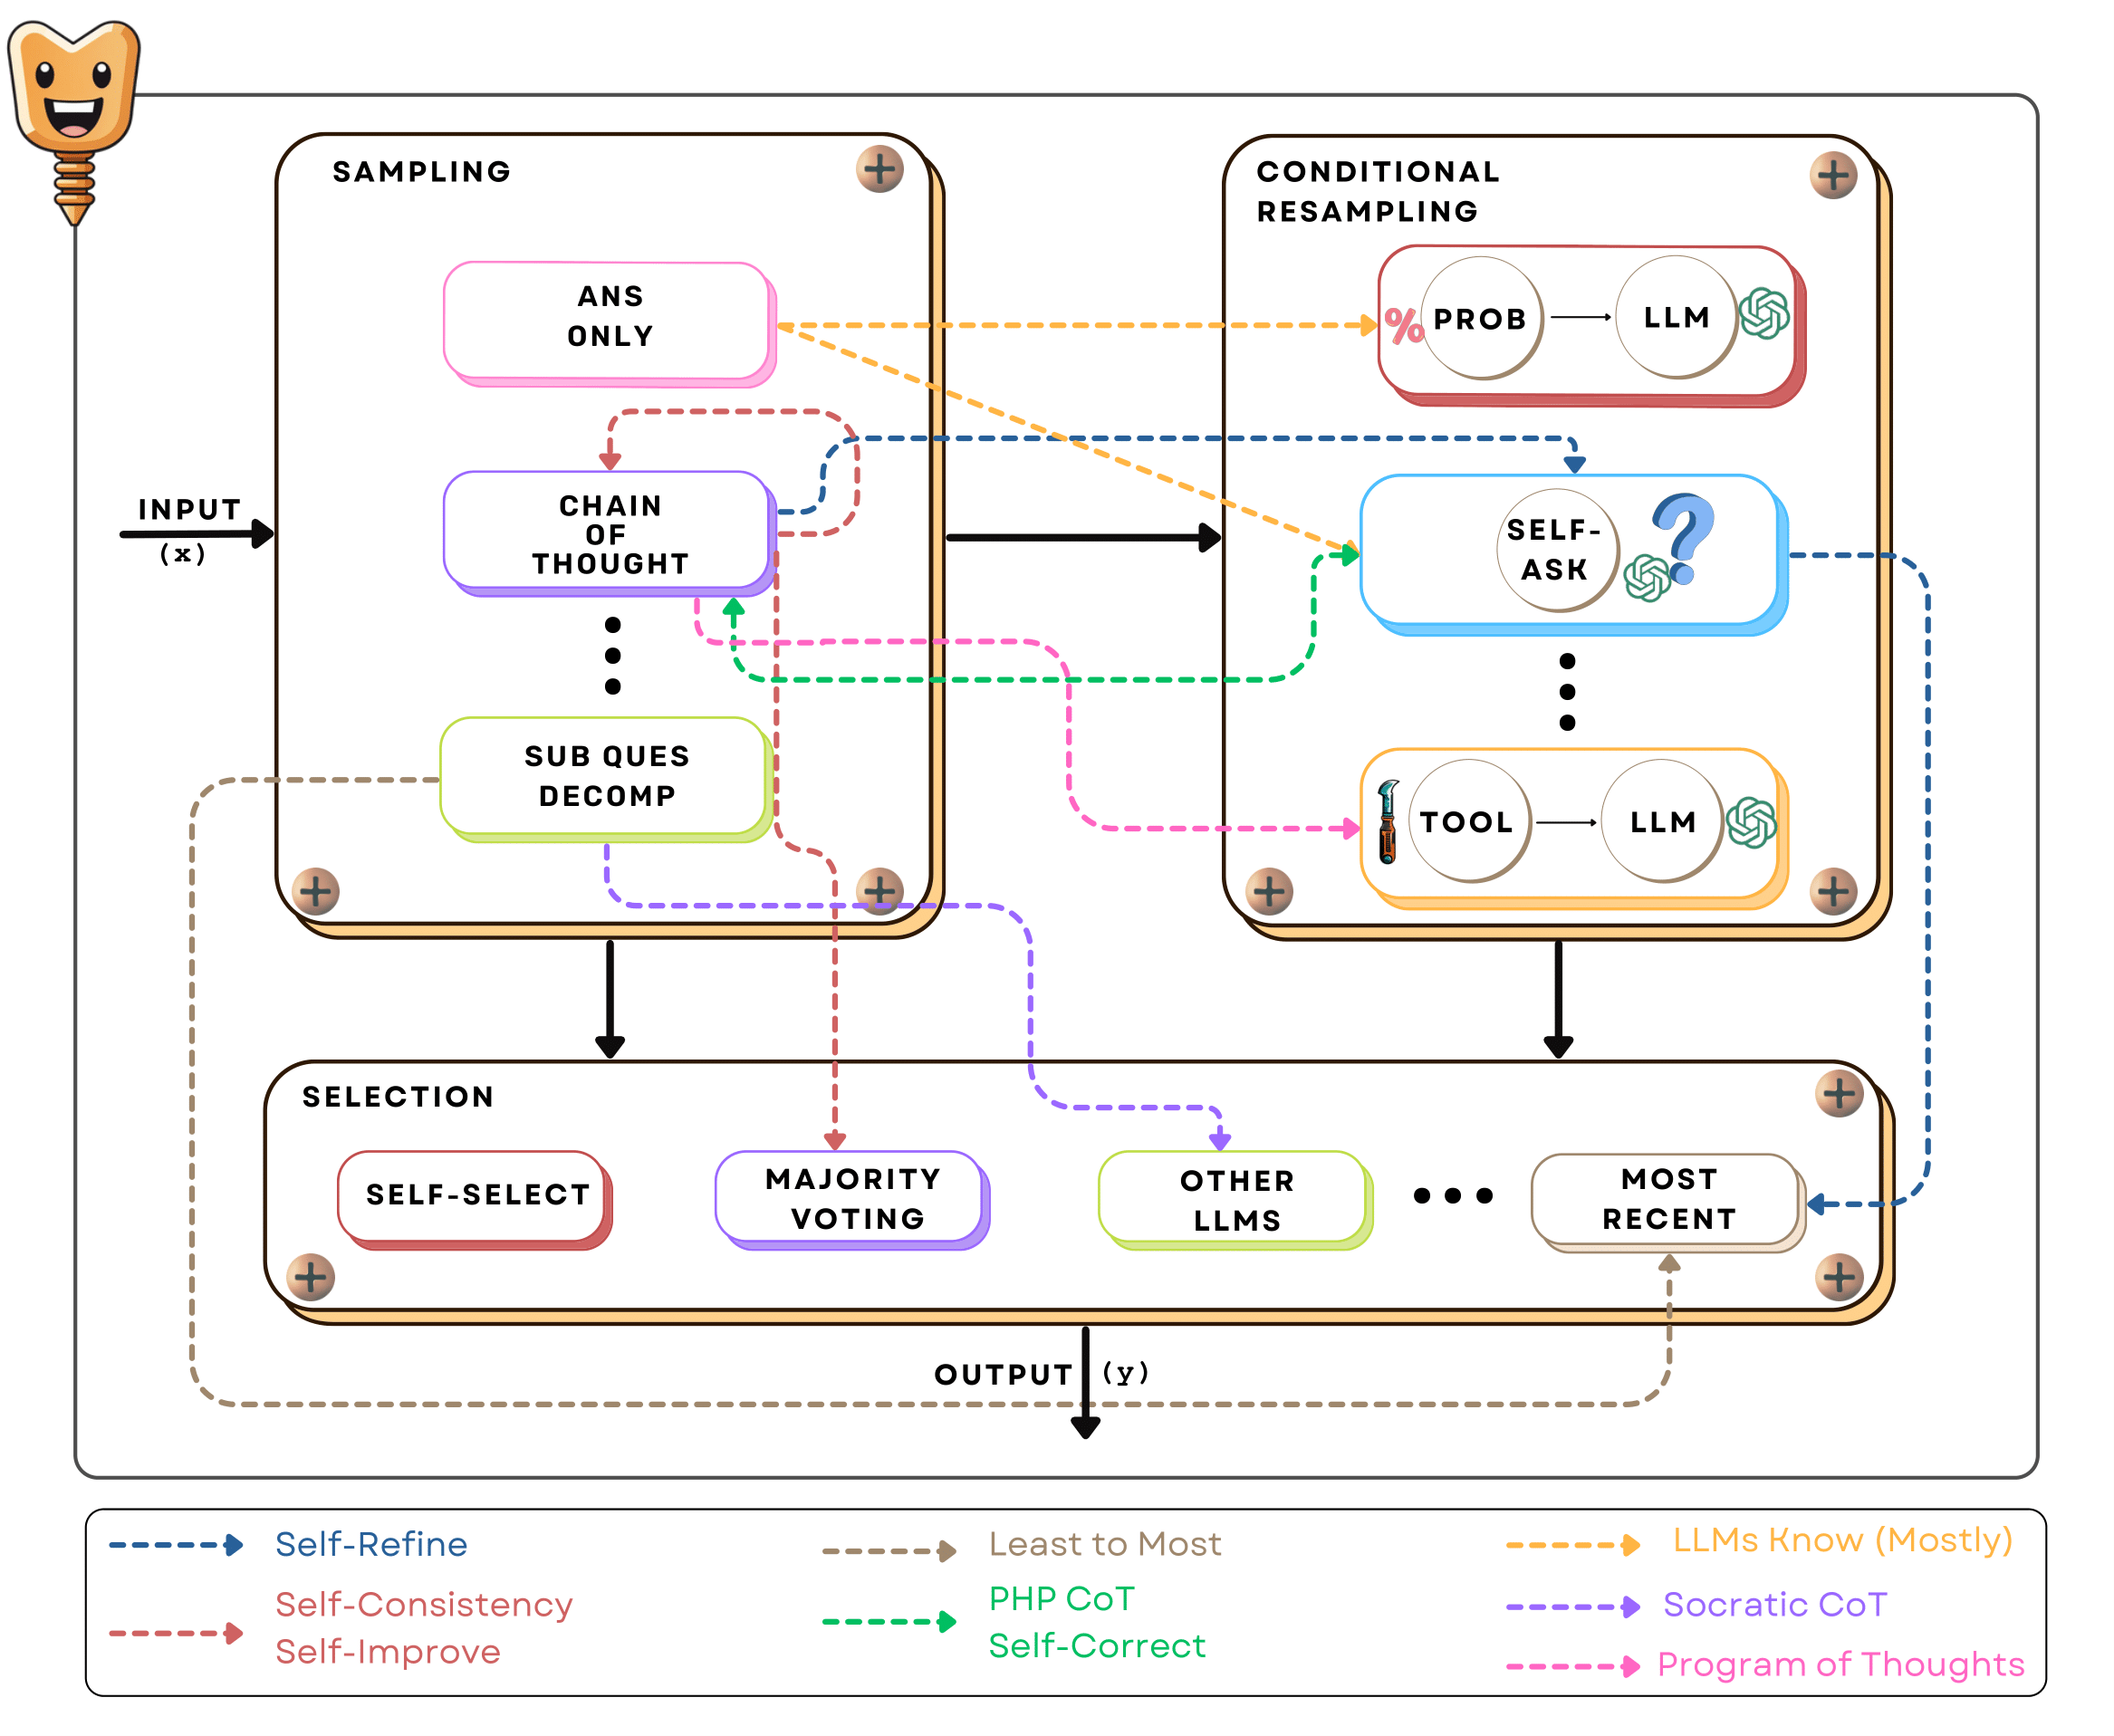 SAMPLING
ANS
ONLY
CHAIN
OF
THOUGHT
SUB QUES
DECOMP
INPUT
(x)
CONDITIONAL
RESAMPLING
% PROB
LLM
SELF-
ASK
?
TOOL
LLM
SELECTION
SELF-SELECT
MAJORITY
VOTING
OTHER
LLMS
MOST
RECENT
OUTPUT (y)
Self-Refine
Self-Consistency
Self-Improve
Least to Most
PHP CoT
Self-Correct
LLMs Know (Mostly)
Socratic CoT
Program of Thoughts